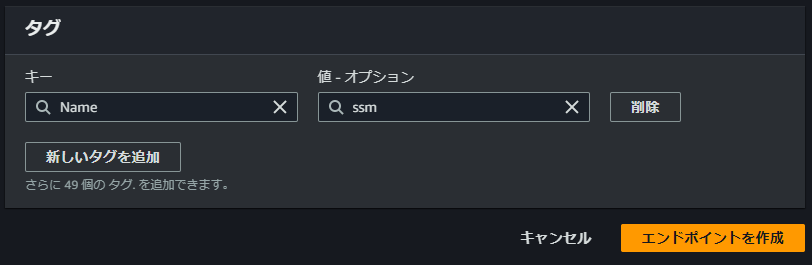 タグ
キー 値 - オプション
Name ssm 削除
新しいタグを追加
さらに 49 個の タグ. を追加できます。
キャンセル エンドポイントを作成